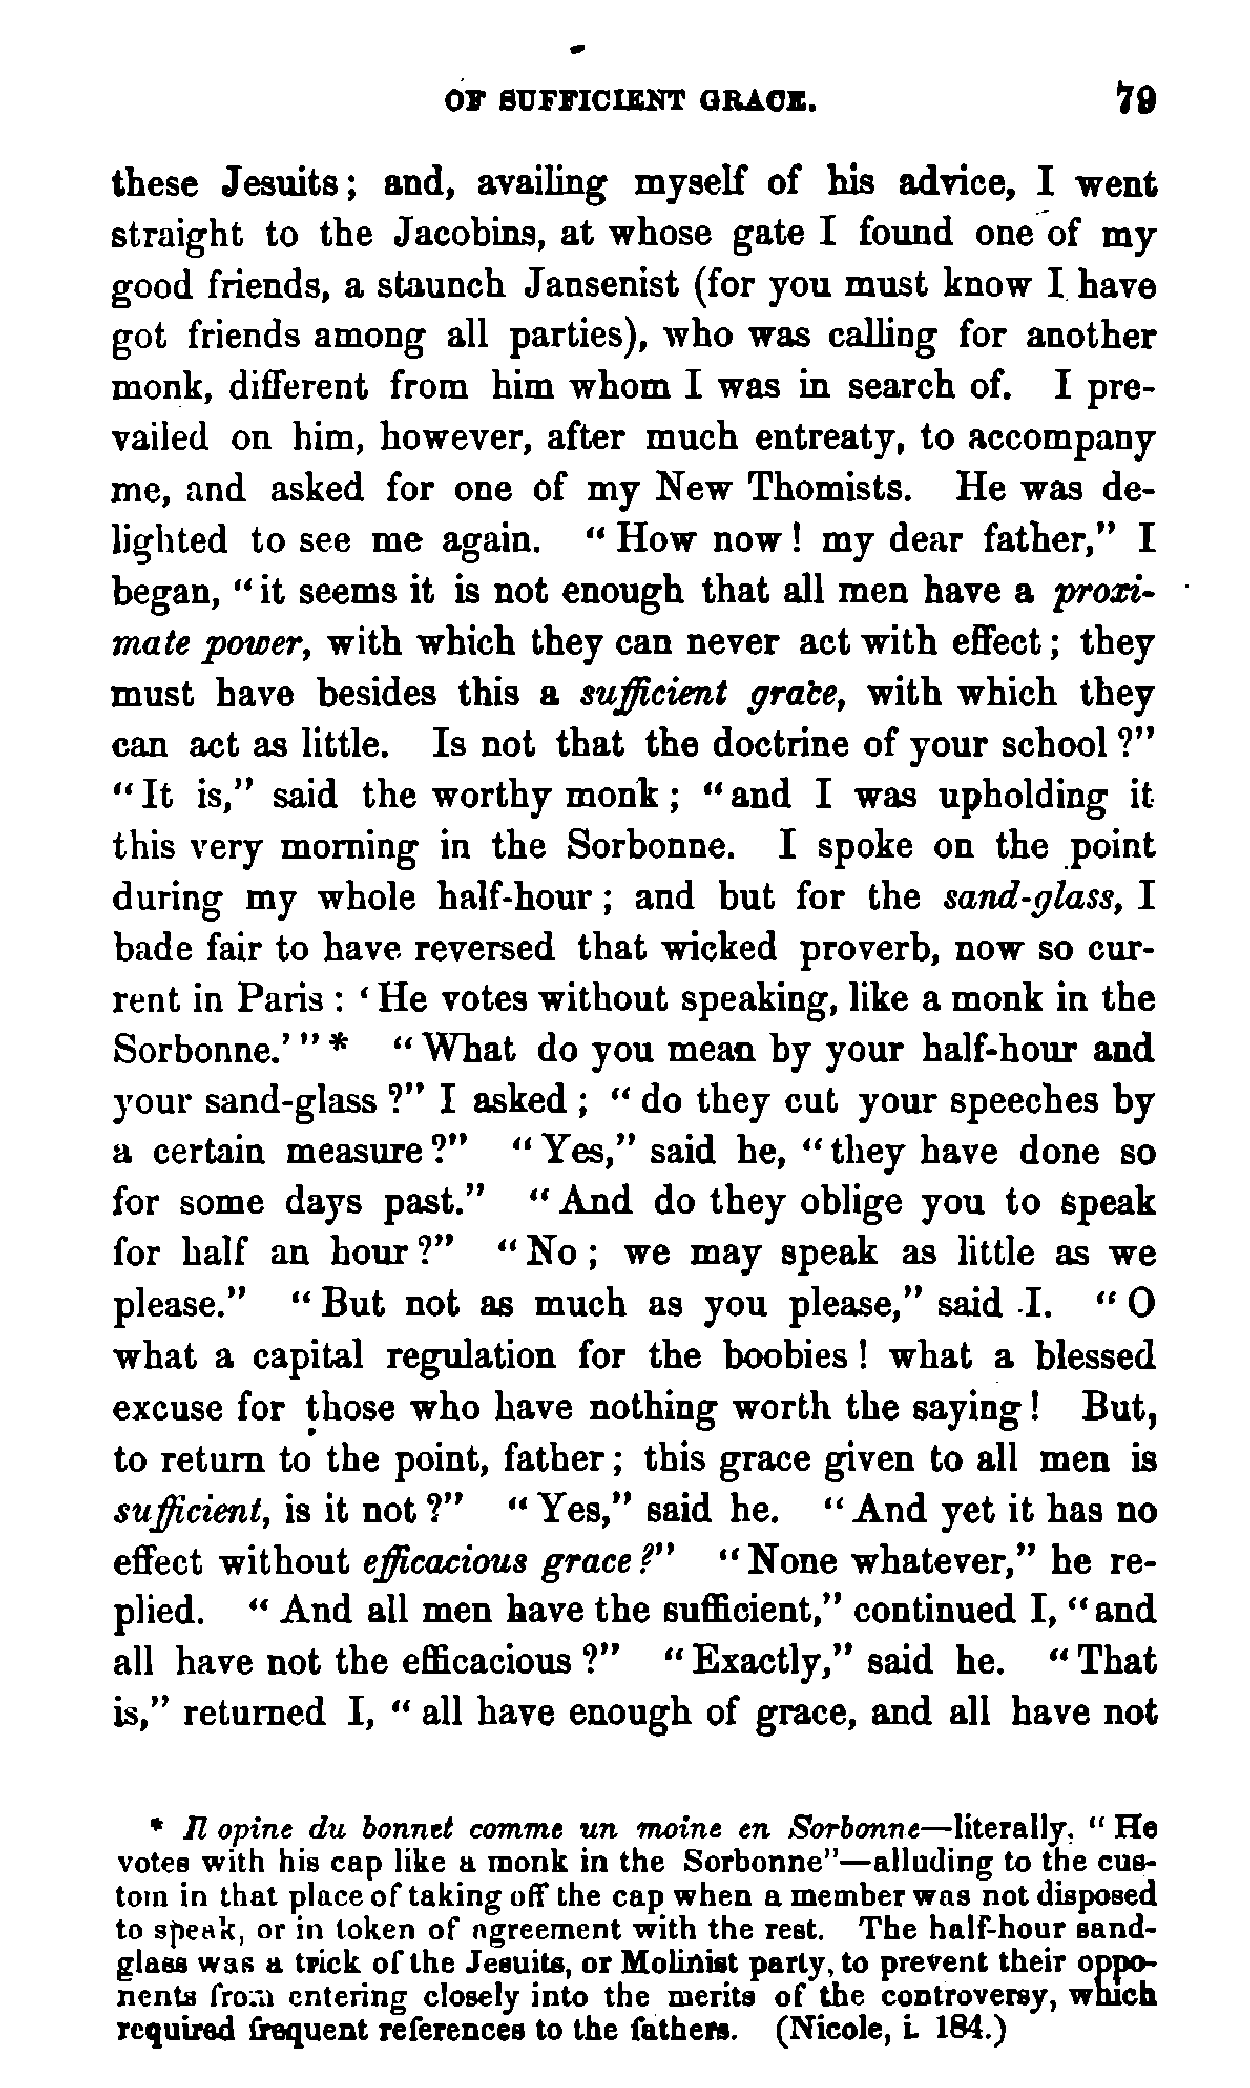 OF SUFFICIENT GRACE. 79
these Jesuits; and, availing myself of his advice, I went
straight to the Jacobins, at whose gate I found one of my
good friends, a staunch Jansenist (for you must know I have
got friends among all parties), who was calling for another
monk, different from him whom I was in search of. I pre-
vailed on him, however, after much entreaty, to accompany
me, and asked for one of my New Thomists. He was de-
lighted to see me again. "How now! my dear father," I
began, "it seems it is not enough that all men have a proxi-
mate power, with which they can never act with effect; they
must have besides this a sufficient grace, with which they
can act as little. Is not that the doctrine of your school?"
"It is," said the worthy monk; "and I was upholding it
this very morning in the Sorbonne. I spoke on the point
during my whole half-hour; and but for the sand-glass, I
bade fair to have reversed that wicked proverb, now so cur-
rent in Paris: 'He votes without speaking, like a monk in the
Sorbonne.'"* "What do you mean by your half-hour and
your sand-glass?" I asked; "do they cut your speeches by
a certain measure?" "Yes," said he, "they have done so
for some days past." "And do they oblige you to speak
for half an hour?" "No; we may speak as little as we
please." "But not as much as you please," said I. "O
what a capital regulation for the boobies! what a blessed
excuse for those who have nothing worth the saying! But,
to return to the point, father; this grace given to all men is
sufficient, is it not?" "Yes," said he. "And yet it has no
effect without efficacious grace?" "None whatever," he re-
plied. "And all men have the sufficient," continued I, "and
all have not the efficacious?" "Exactly," said he. "That
is," returned I, "all have enough of grace, and all have not
* Il opine du bonnet comme un moine en Sorbonne—literally, "He
votes with his cap like a monk in the Sorbonne"—alluding to the cus-
tom in that place of taking off the cap when a member was not disposed
to speak, or in token of agreement with the rest. The half-hour sand-
glass was a trick of the Jesuits, or Molinist party, to prevent their oppo-
nents from entering closely into the merits of the controversy, which
required frequent references to the fathers. (Nicole, i. 184.)